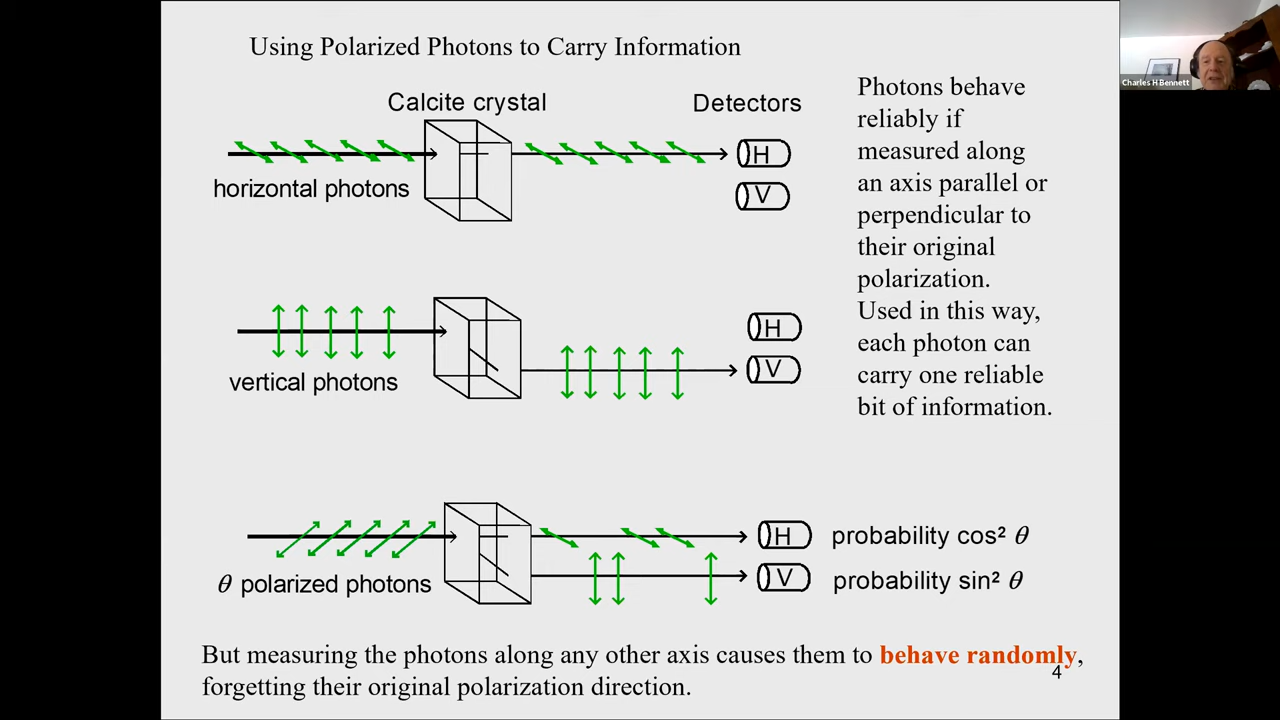 Using Polarized Photons to Carry Information
Charles H Bennett
Calcite crystal
Detectors
H
V
horizontal photons
Photons behave
reliably if
measured along
an axis parallel or
perpendicular to
their original
polarization.
Used in this way,
each photon can
carry one reliable
bit of information.
H
V
vertical photons
H
probability cos² θ
V
probability sin² θ
θ polarized photons
But measuring the photons along any other axis causes them to behave randomly,
forgetting their original polarization direction.
4